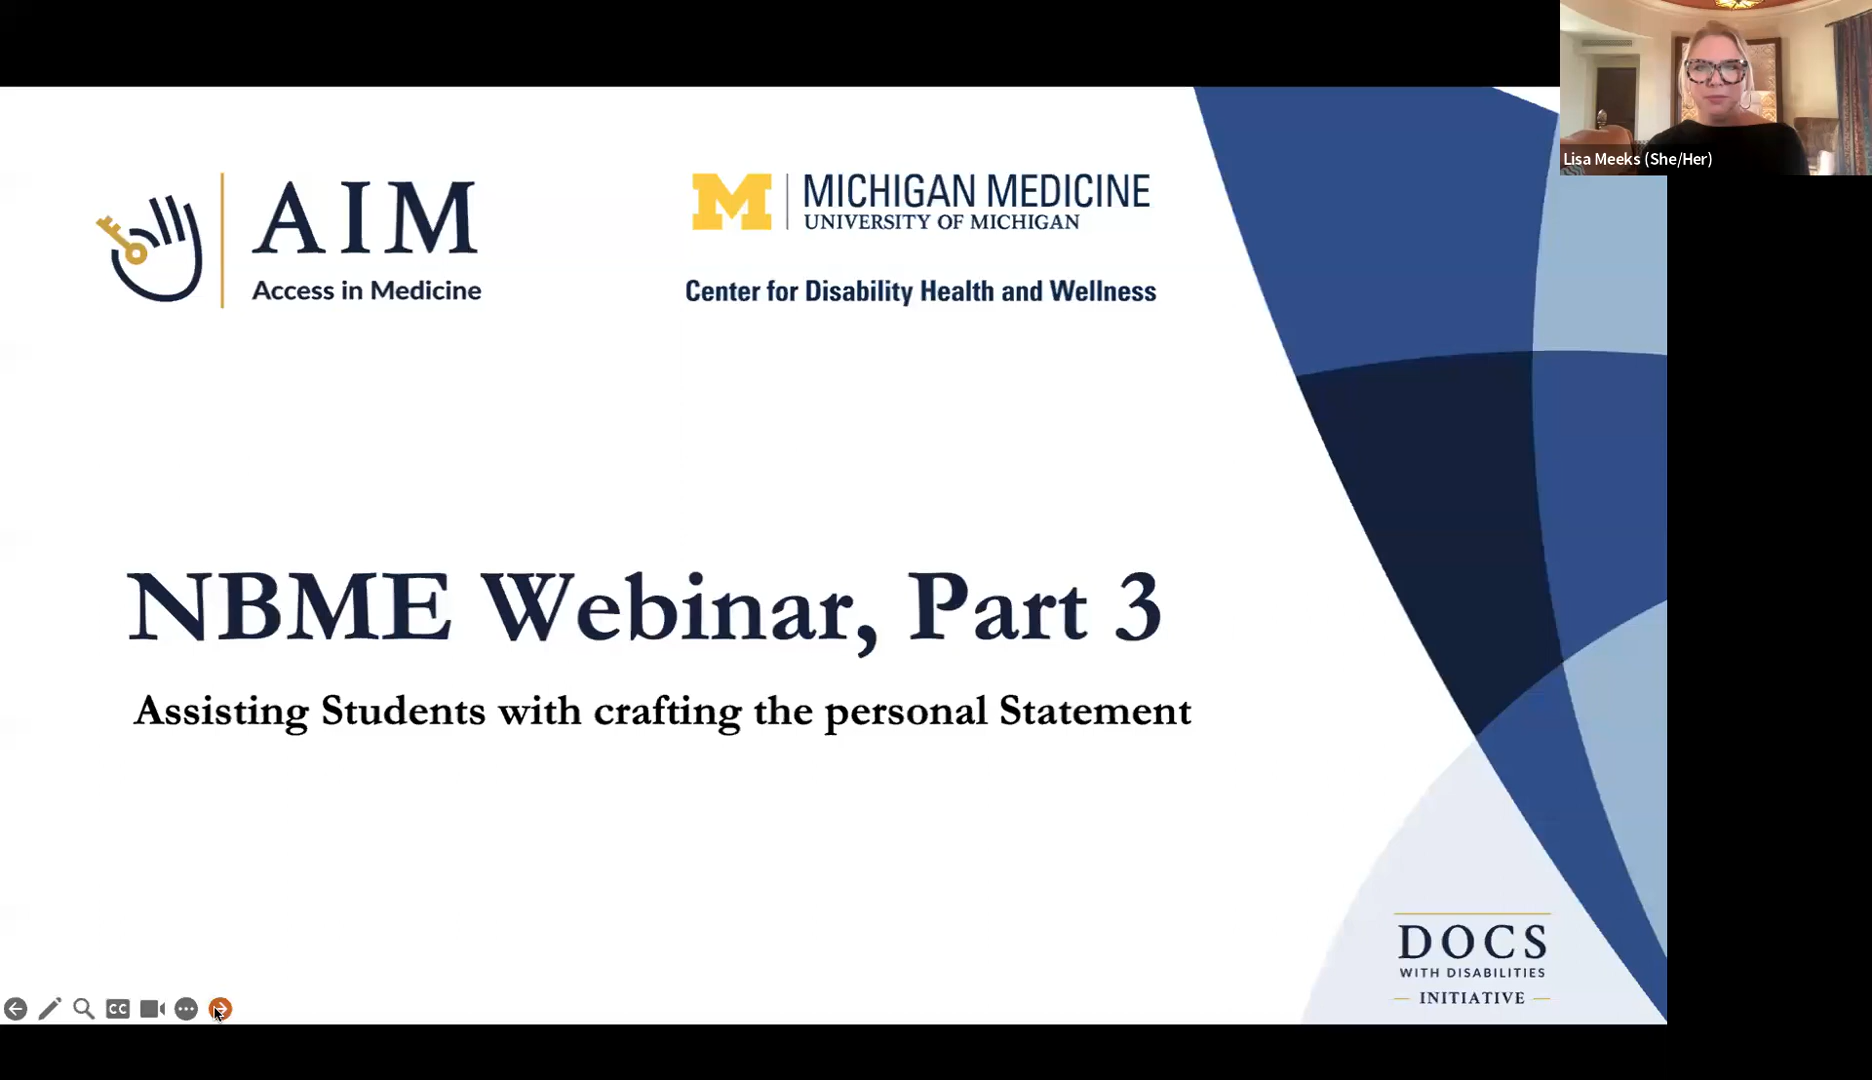 Lisa Meeks (She/Her)
AIM
Access in Medicine
M
MICHIGAN MEDICINE
UNIVERSITY OF MICHIGAN
Center for Disability Health and Wellness
NBME Webinar, Part 3
Assisting Students with crafting the personal Statement
DOCS
WITH DISABILITIES
INITIATIVE
CC